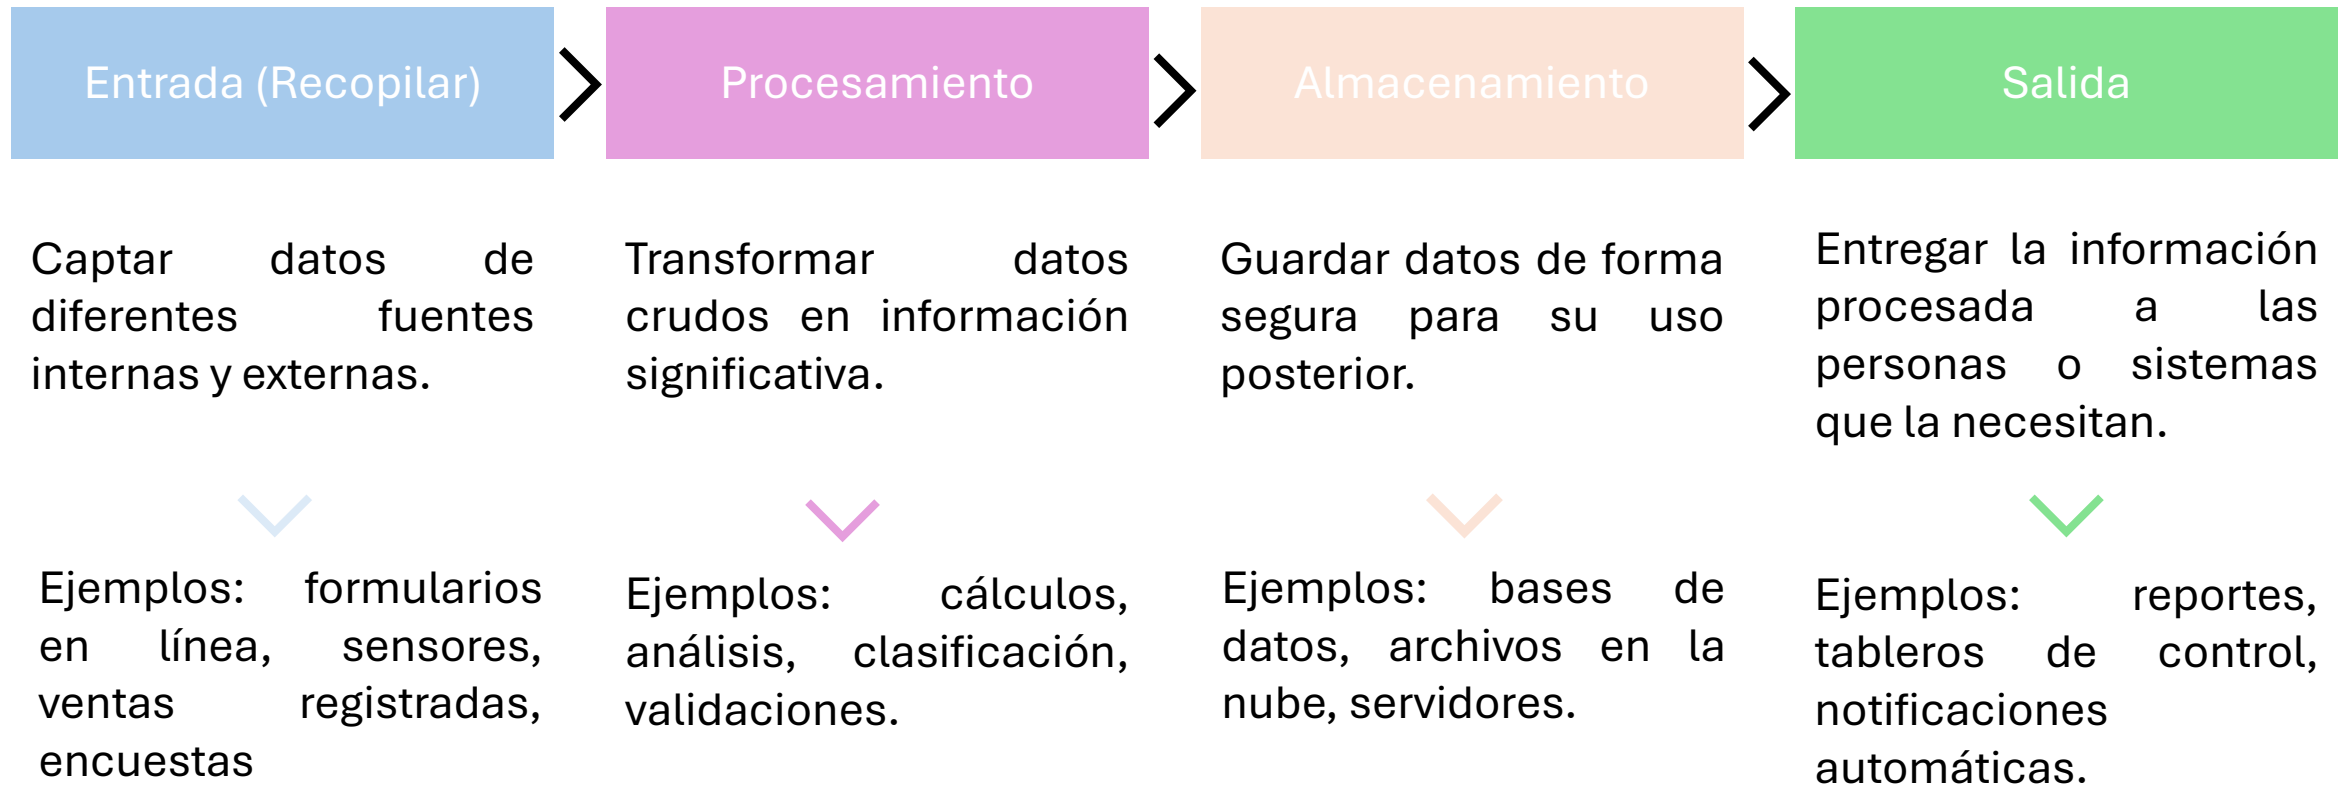 Entrada (Recopilar)
Procesamiento
Almacenamiento
Salida
Captar datos de
diferentes fuentes
internas y externas.
Transformar datos
crudos en información
significativa.
Guardar datos de forma
segura para su uso
posterior.
Entregar la información
procesada a las
personas o sistemas
que la necesitan.
Ejemplos: formularios
en línea, sensores,
ventas registradas,
encuestas
Ejemplos: cálculos,
análisis, clasificación,
validaciones.
Ejemplos: bases de
datos, archivos en la
nube, servidores.
Ejemplos: reportes,
tableros de control,
notificaciones
automáticas.